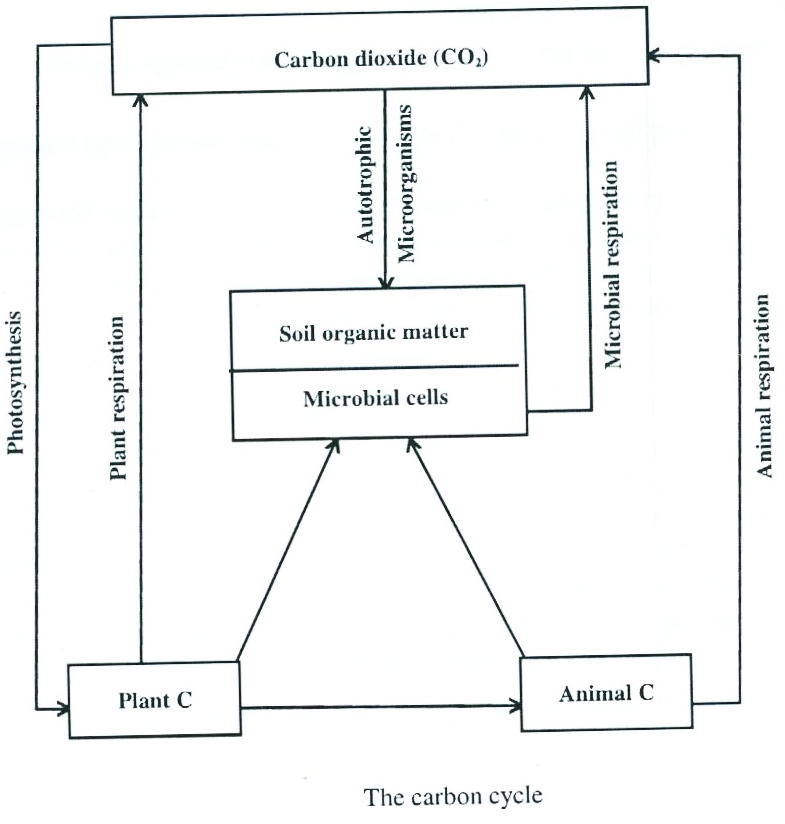 Carbon dioxide (CO₂)
Autotrophic
Microorganisms
Microbial respiration
Photosynthesis
Plant respiration
Animal respiration
Soil organic matter
Microbial cells
Plant C
Animal C
The carbon cycle